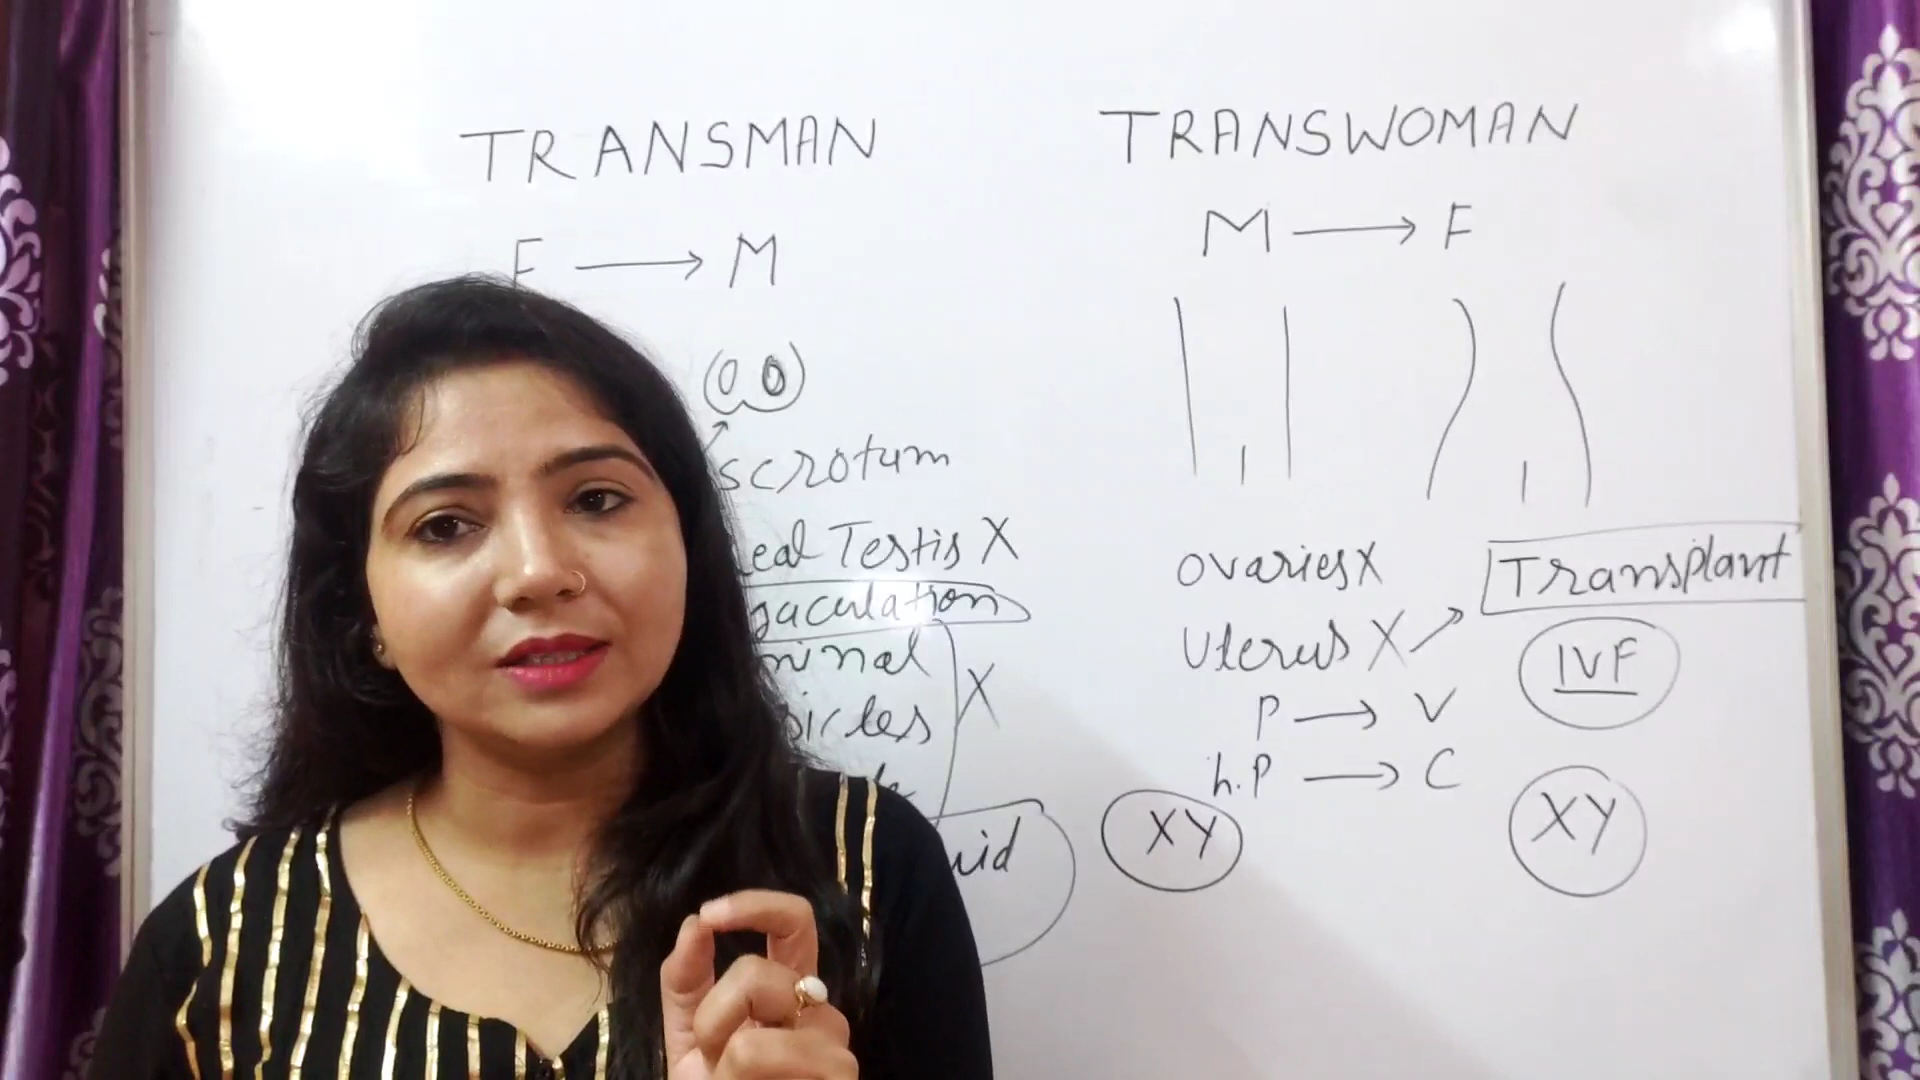 TRANSMAN
F → M
scrotum
Testis X
X
TRANSWOMAN
M → F
ovaries X
Uterus X → Transplant
IVF
P → V
h.P → C
XY
XY